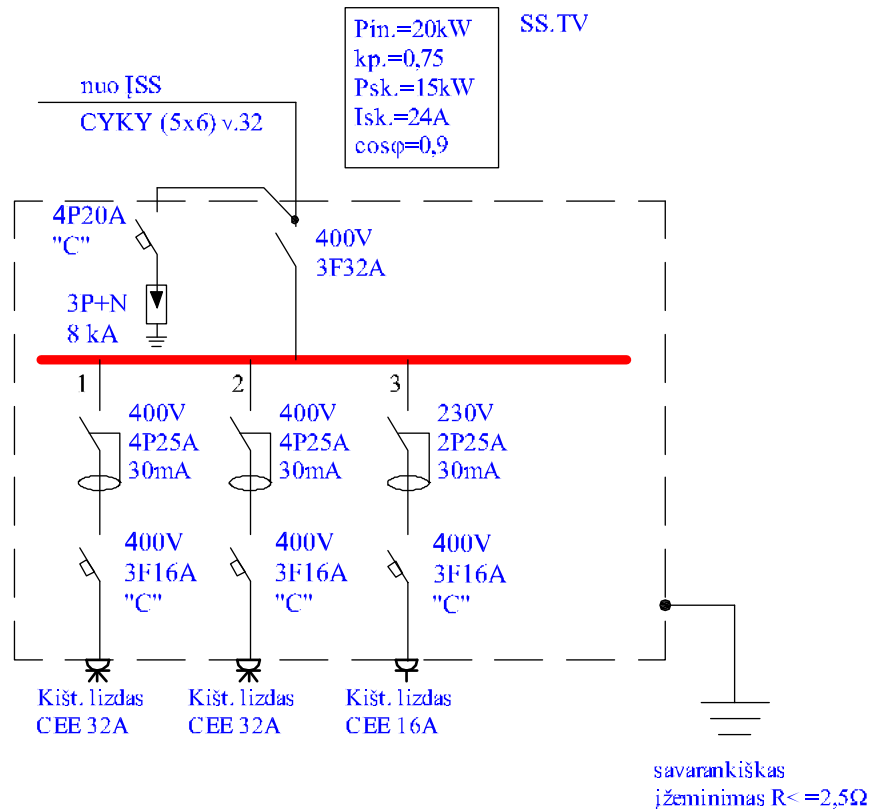 Pin.=20kW
kp.=0,75
Psk.=15kW
Isk.=24A
cosφ=0,9
SS.TV
nuo ĮSS
CYKY (5x6) v.32
4P20A
"C"
400V
3F32A
3P+N
8 kA
1
2
3
400V
4P25A
30mA
400V
4P25A
30mA
230V
2P25A
30mA
400V
3F16A
"C"
400V
3F16A
"C"
400V
3F16A
"C"
Kišt. lizdas
CEE 32A
Kišt. lizdas
CEE 32A
Kišt. lizdas
CEE 16A
savarankiškas
įžeminimas R< =2,5Ω